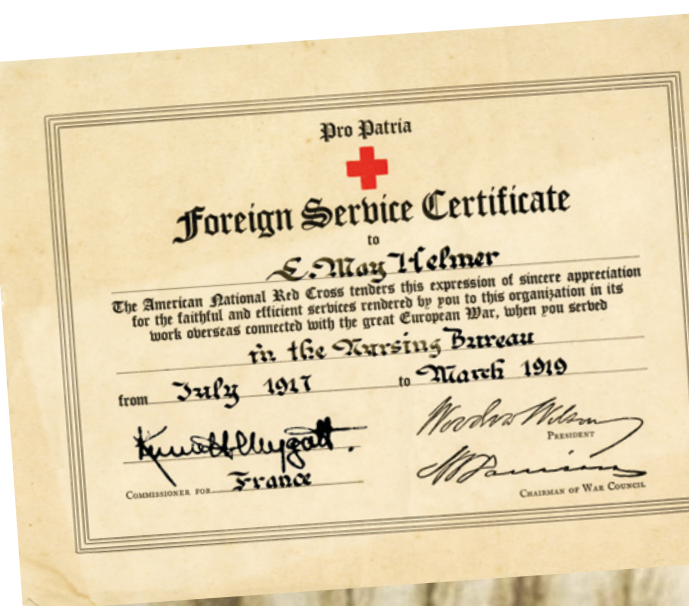 Pro Patria
Foreign Service Certificate
to
E. May Helmer
The American National Red Cross tenders this expression of sincere appreciation
for the faithful and efficient services rendered by you to this organization in its
work overseas connected with the great European War, when you served
in the Nursing Bureau
from July 1917 to March 1919
Woodrow Wilson
PRESIDENT
COMMISSIONER FOR France
CHAIRMAN OF WAR COUNCIL